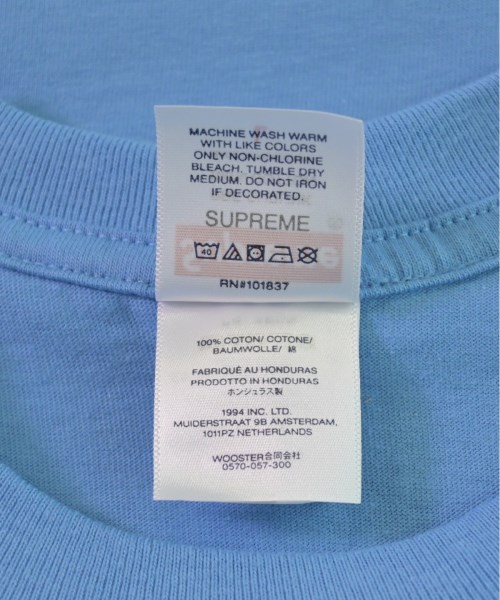 MACHINE WASH WARM
WITH LIKE COLORS
ONLY NON-CHLORINE
BLEACH. TUMBLE DRY
MEDIUM. DO NOT IRON
IF DECORATED.
SUPREME
40
RN#101837
100% COTON/ COTONE/
BAUMWOLLE/ 綿
FABRIQUÉ AU HONDURAS
PRODOTTO IN HONDURAS
ホンジュラス製
1994 INC. LTD.
MUIDERSTRAAT 9B AMSTERDAM,
1011PZ NETHERLANDS
WOOSTER合同会社
0570-057-300